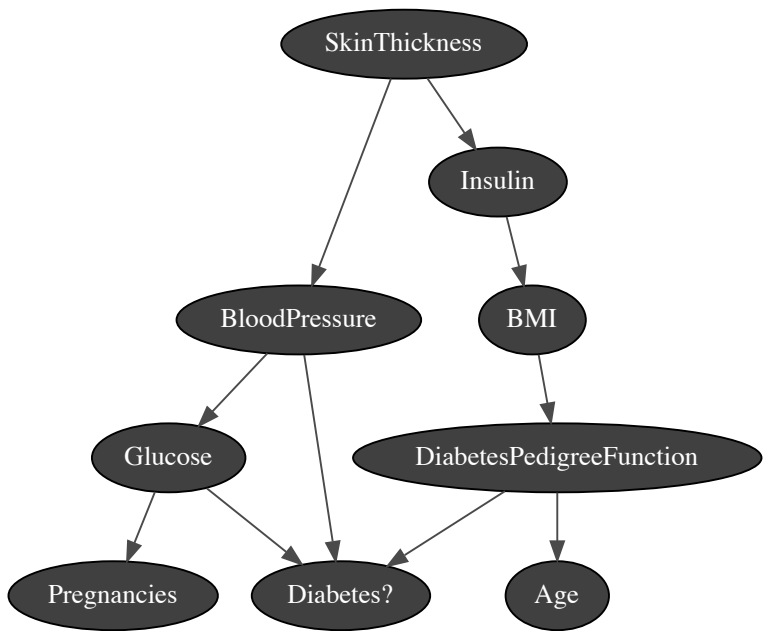 SkinThickness
Insulin
BloodPressure
BMI
Glucose
DiabetesPedigreeFunction
Pregnancies
Diabetes?
Age